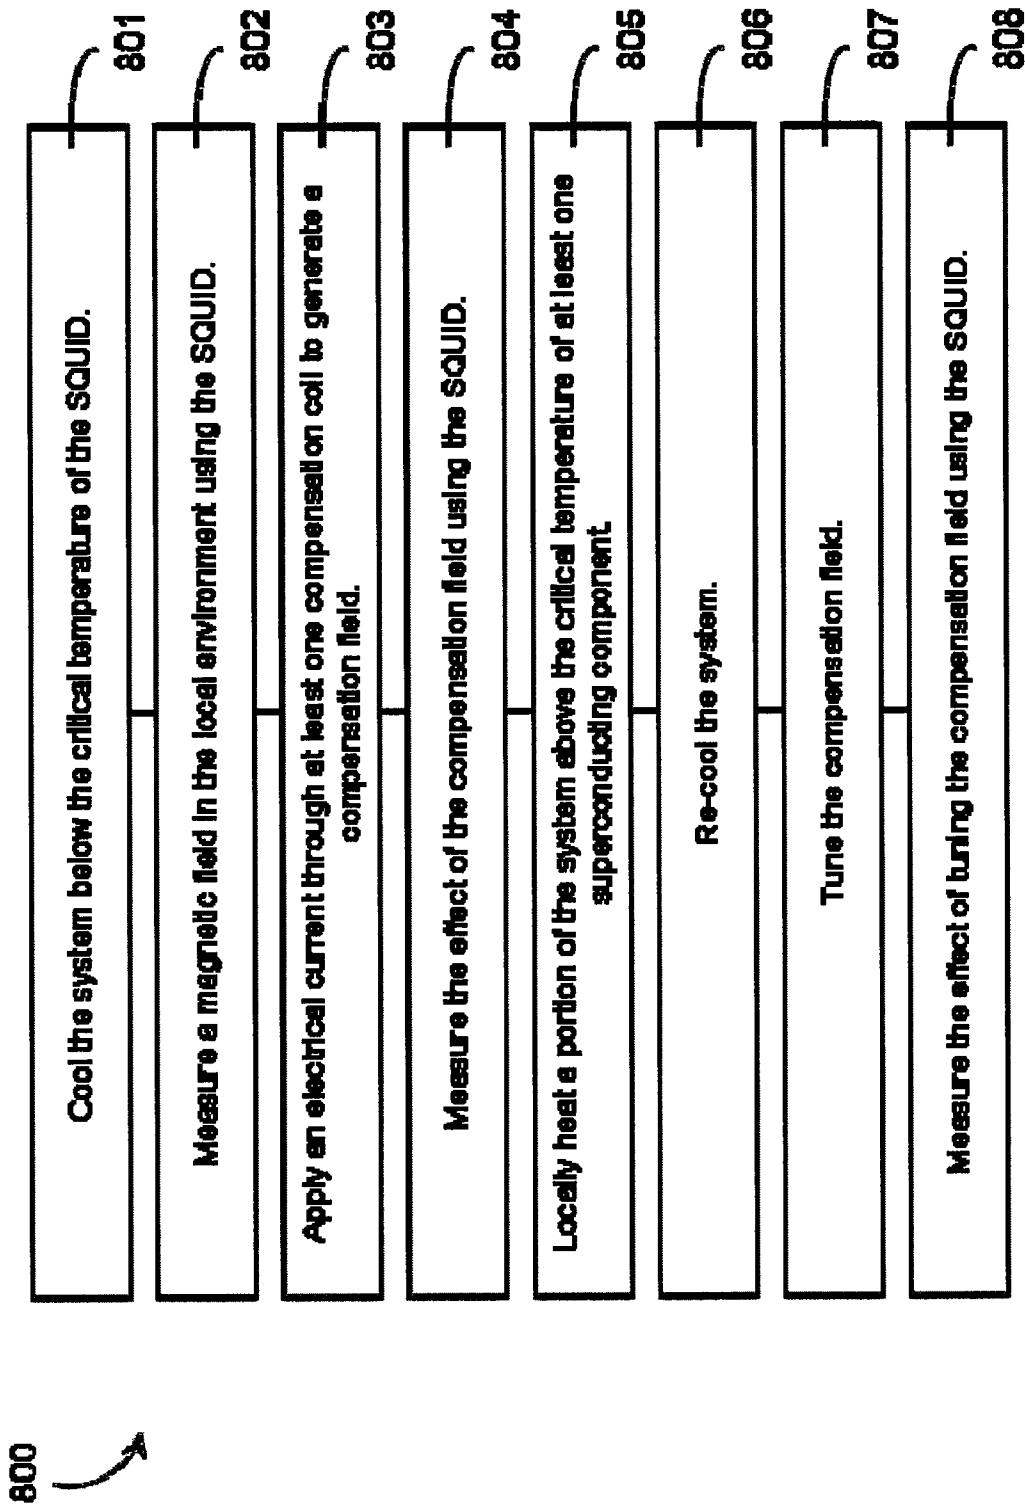 800
Cool the system below the critical temperature of the SQUID.
801
Measure a magnetic field in the local environment using the SQUID.
802
Apply an electrical current through at least one compensation coil to generate a
compensation field.
803
Measure the effect of the compensation field using the SQUID.
804
Locally heat a portion of the system above the critical temperature of at least one
superconducting component.
805
Re-cool the system.
806
Tune the compensation field.
807
Measure the effect of tuning the compensation field using the SQUID.
808